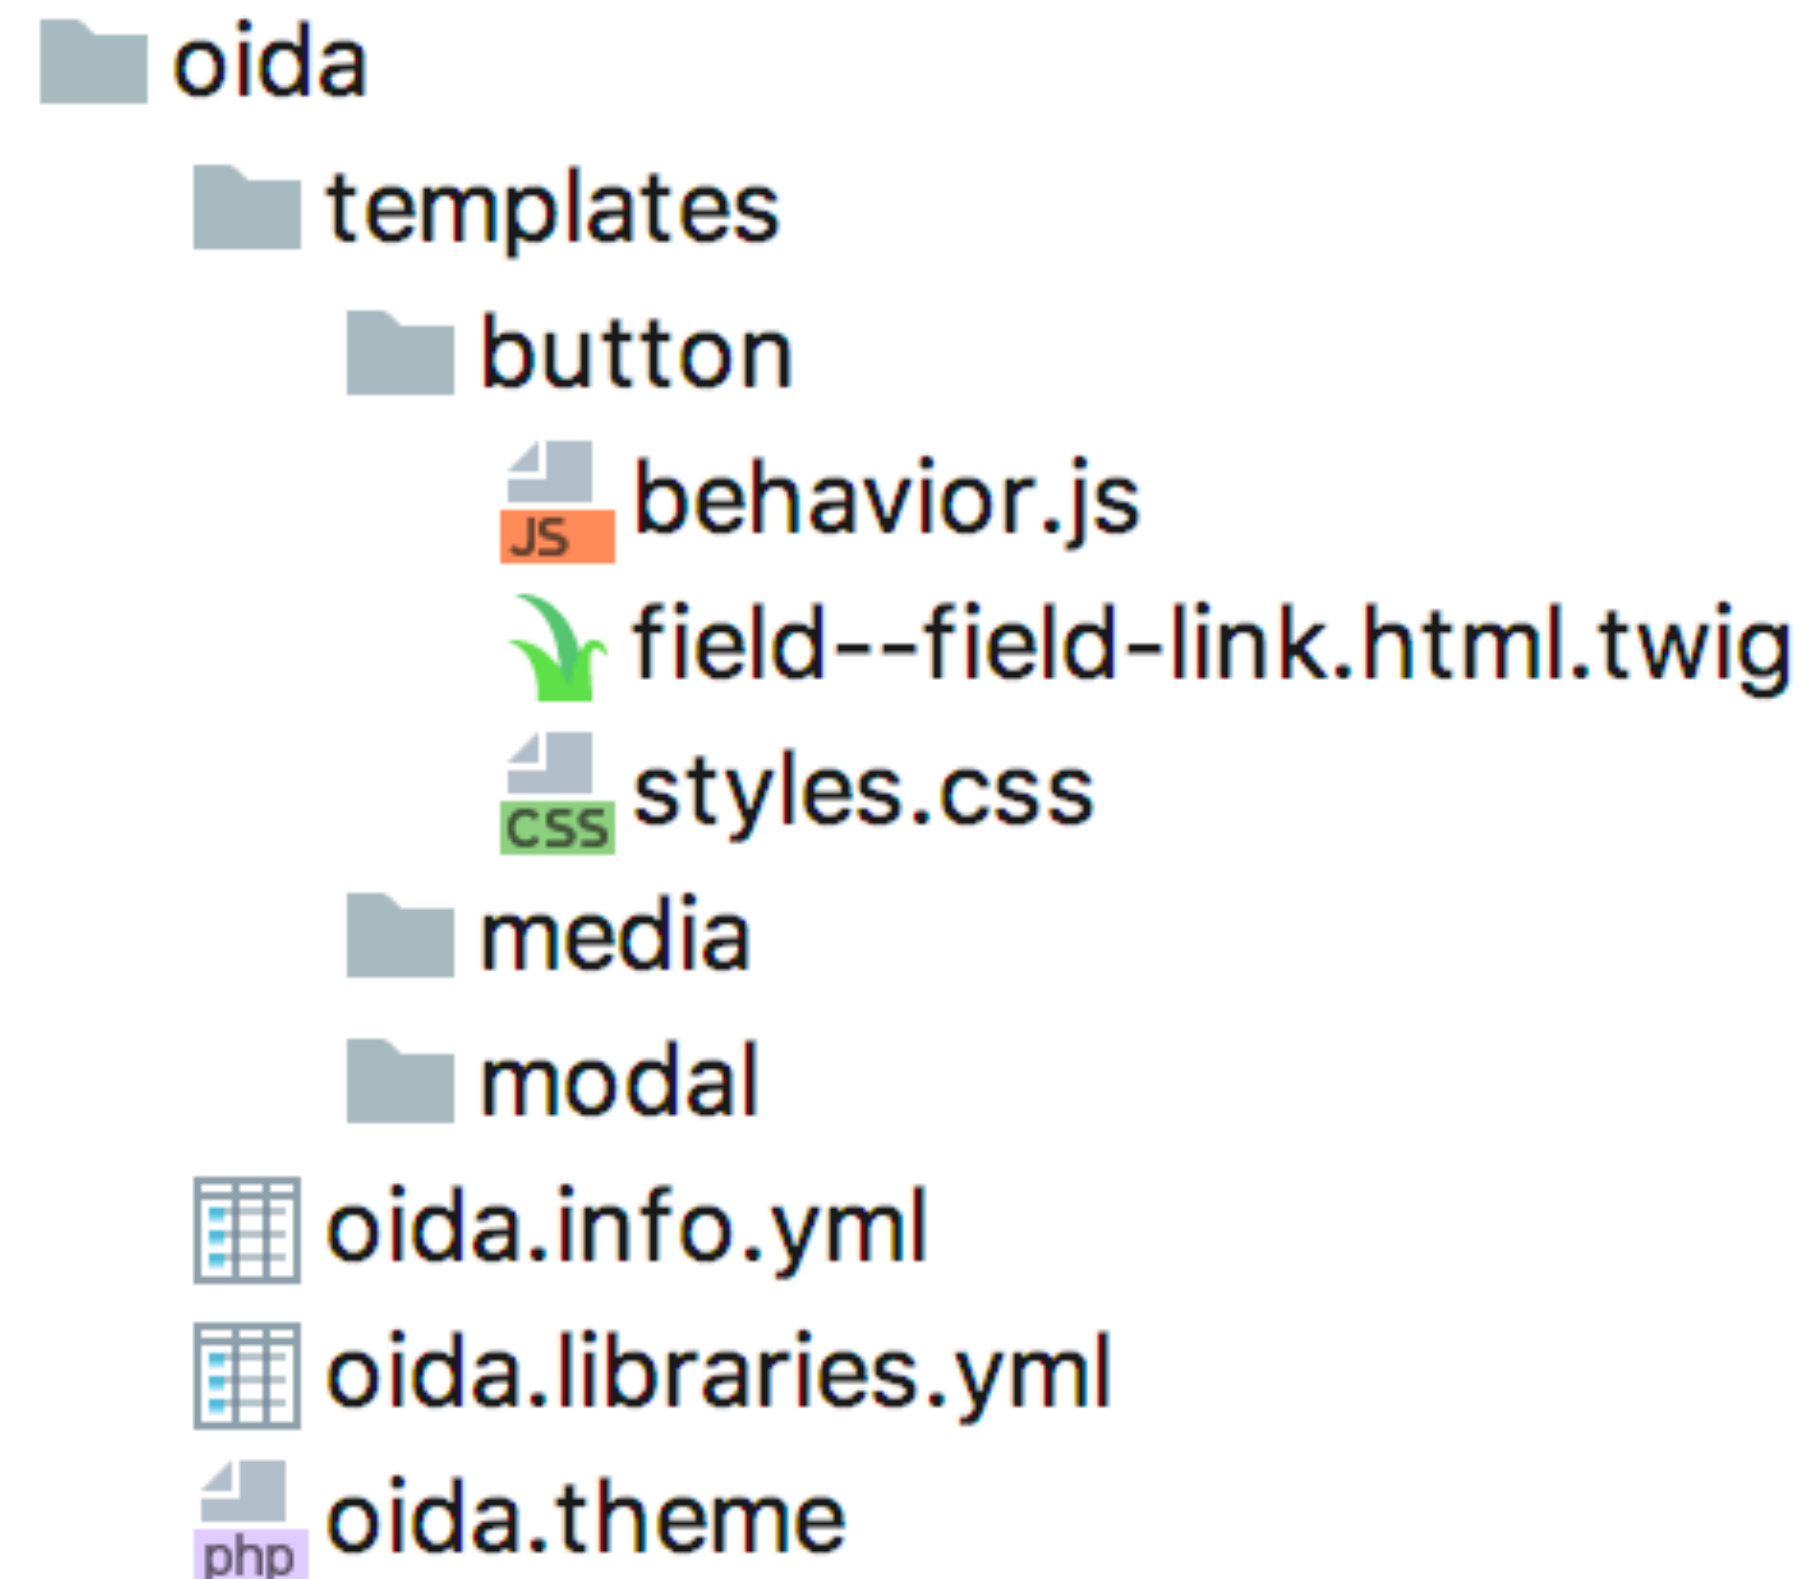 oida
templates
button
behavior.js
JS
field--field-link.html.twig
styles.css
CSS
media
modal
oida.info.yml
oida.libraries.yml
oida.theme
php